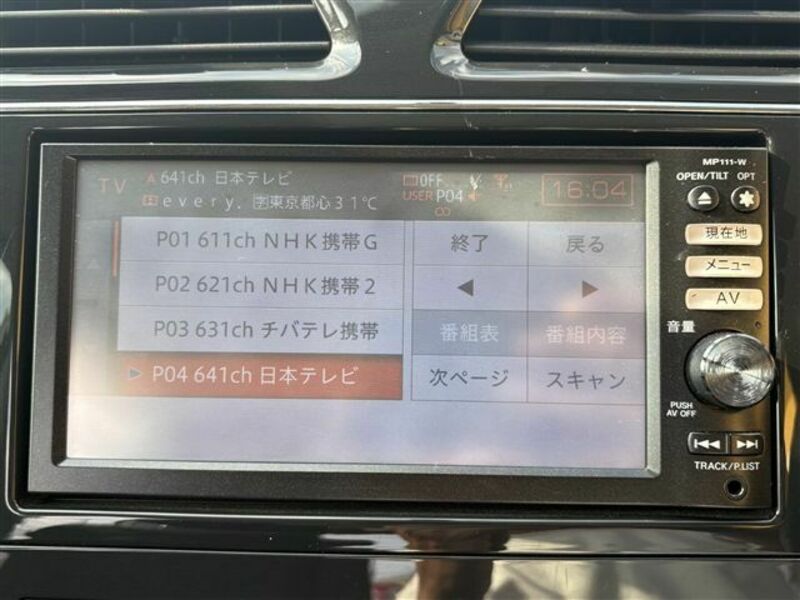 MP111-W
OPEN/TILT OPT
TV 641ch 日本テレビ
every. 字東京都心31℃
OFF
USER P04
16:04
P01 611ch NHK携帯G
P02 621ch NHK携帯2
P03 631ch チバテレ携帯
P04 641ch 日本テレビ
終了 戻る
番組表 番組内容
次ページ スキャン
現在地
メニュー
AV
音量
PUSH
AV OFF
TRACK/P.LIST